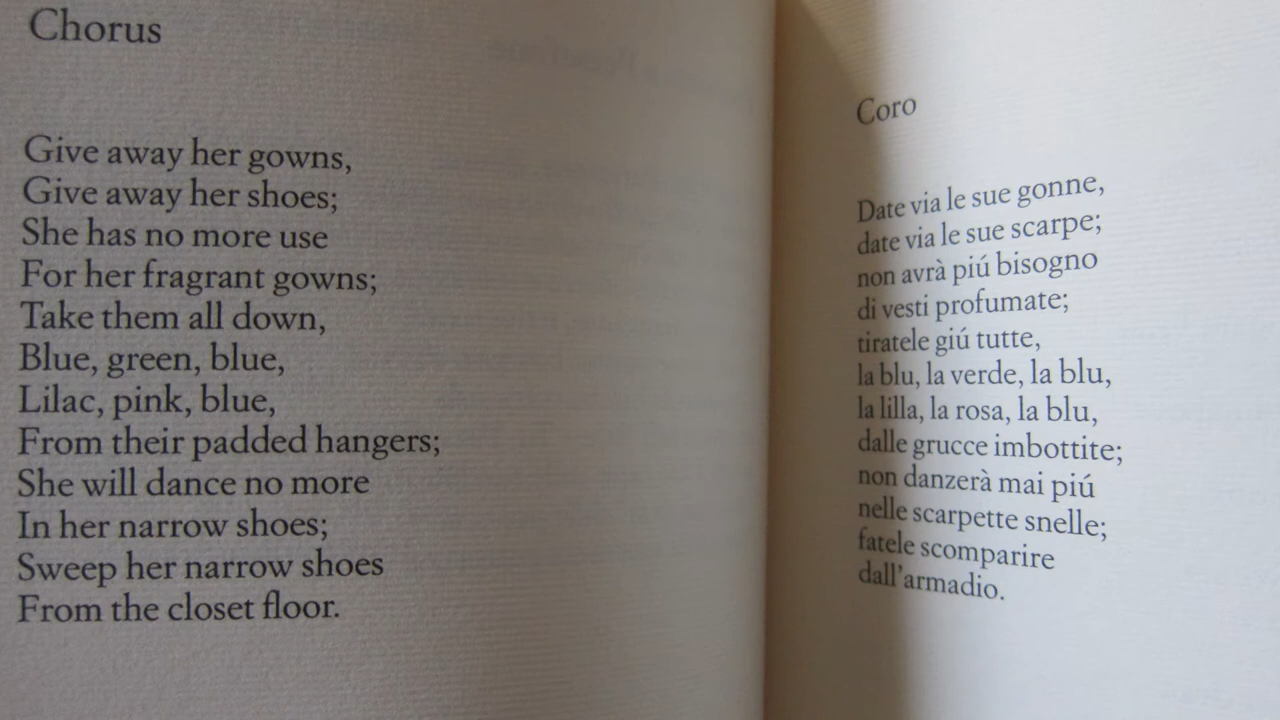 Chorus
Give away her gowns,
Give away her shoes;
She has no more use
For her fragrant gowns;
Take them all down,
Blue, green, blue,
Lilac, pink, blue,
From their padded hangers;
She will dance no more
In her narrow shoes;
Sweep her narrow shoes
From the closet floor.
Coro
Date via le sue gonne,
date via le sue scarpe;
non avrà piú bisogno
di vesti profumate;
tiratele giú tutte,
la blu, la verde, la blu,
la lilla, la rosa, la blu,
dalle grucce imbottite;
non danzerà mai piú
nelle scarpette snelle;
fatele scomparire
dall'armadio.